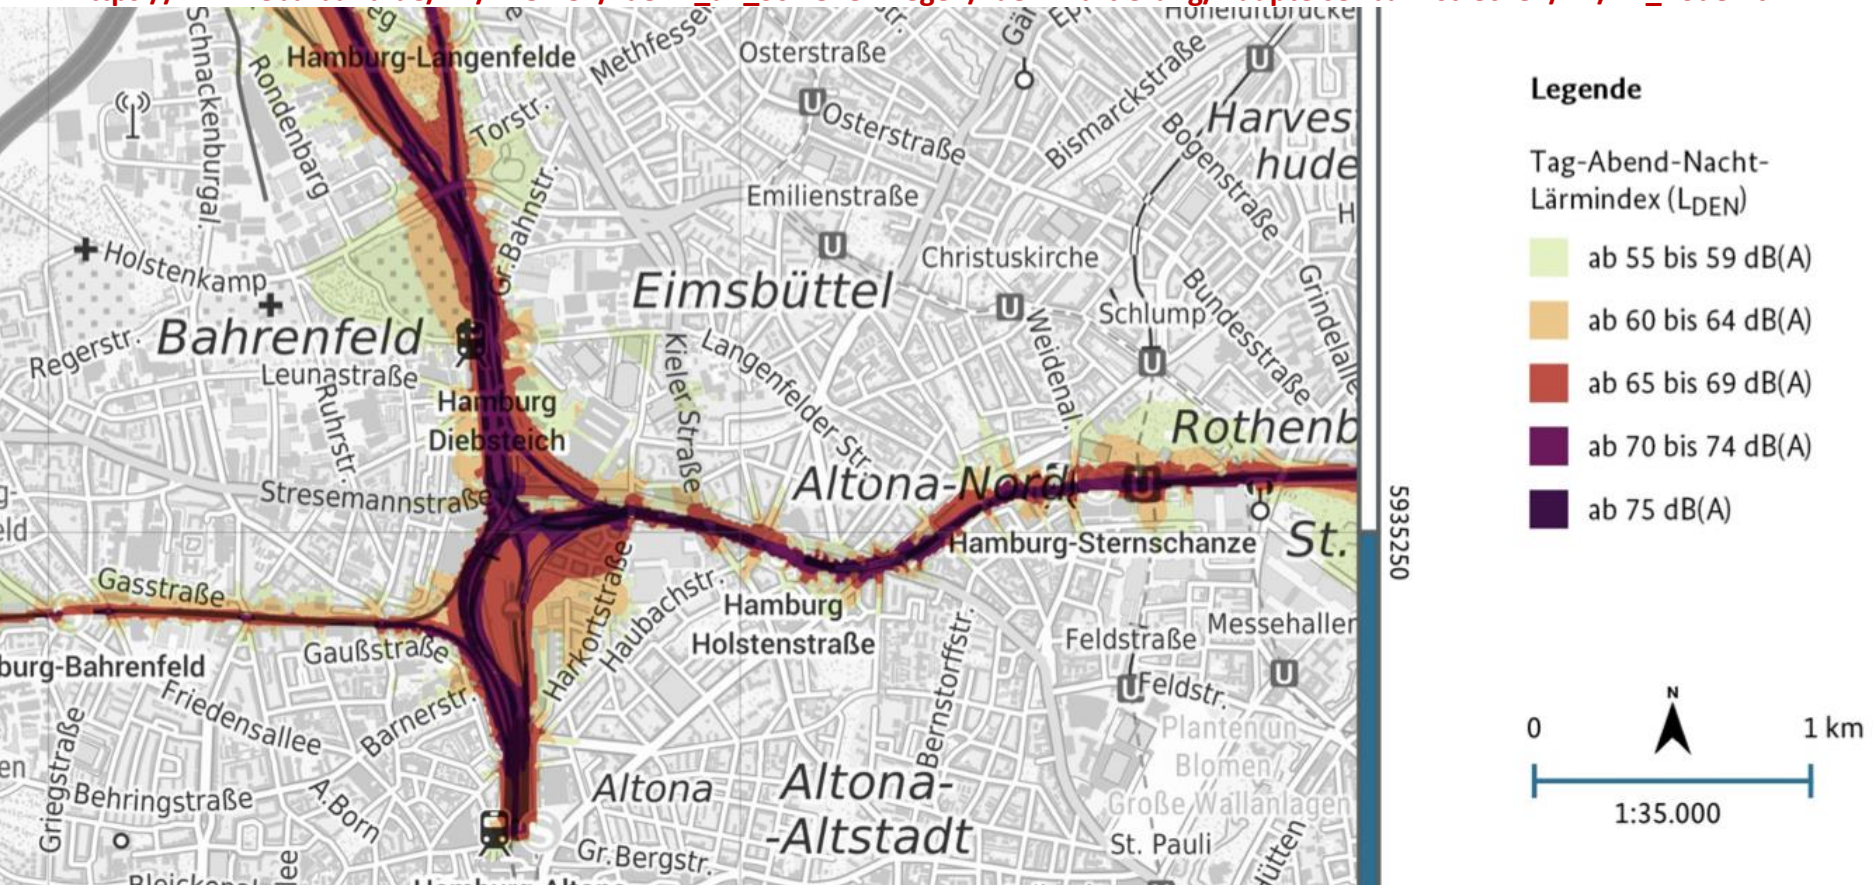 Hamburg-Langenfelde
Schnackenburgal.
Rondenbarg
Torstr.
Methfesse
Osterstraße
U
Osterstraße
Bismarckstraße
Höheluftbrücke
U
Harves
hude
Bogenstraße
Emilienstraße
U
Gr.Bahnstr.
Holstenkamp
Eimsbüttel
Christuskirche
U
Schlump
U
Bundesstraße
Grindelalle
H
Regerstr.
Bahrenfeld
Leunastraße
Ruhrstr.
Hamburg
Diebsteich
Kieler Straße
Langenfelder Str.
Weidenal.
Rothenb
Stresemannstraße
Altona-Nord
U
Hamburg-Sternschanze
St.
eld
Gasstraße
Gaußstraße
Harkortstraße
Haubachstr.
Hamburg
Holstenstraße
Bernstorffstr.
Feldstraße
Messehaller
U
U
Feldstr.
burg-Bahrenfeld
Friedensallee
Barnerstr.
Planten un
Blomen/
Große Wallanlagen
Griegstraße
Behringstraße
A.Born
Altona
Altona-
-Altstadt
Gr.Bergstr.
St. Pauli
Hütten
5935250
Legende
Tag-Abend-Nacht-
Lärmindex (LDEN)
ab 55 bis 59 dB(A)
ab 60 bis 64 dB(A)
ab 65 bis 69 dB(A)
ab 70 bis 74 dB(A)
ab 75 dB(A)
N
0 1 km
1:35.000